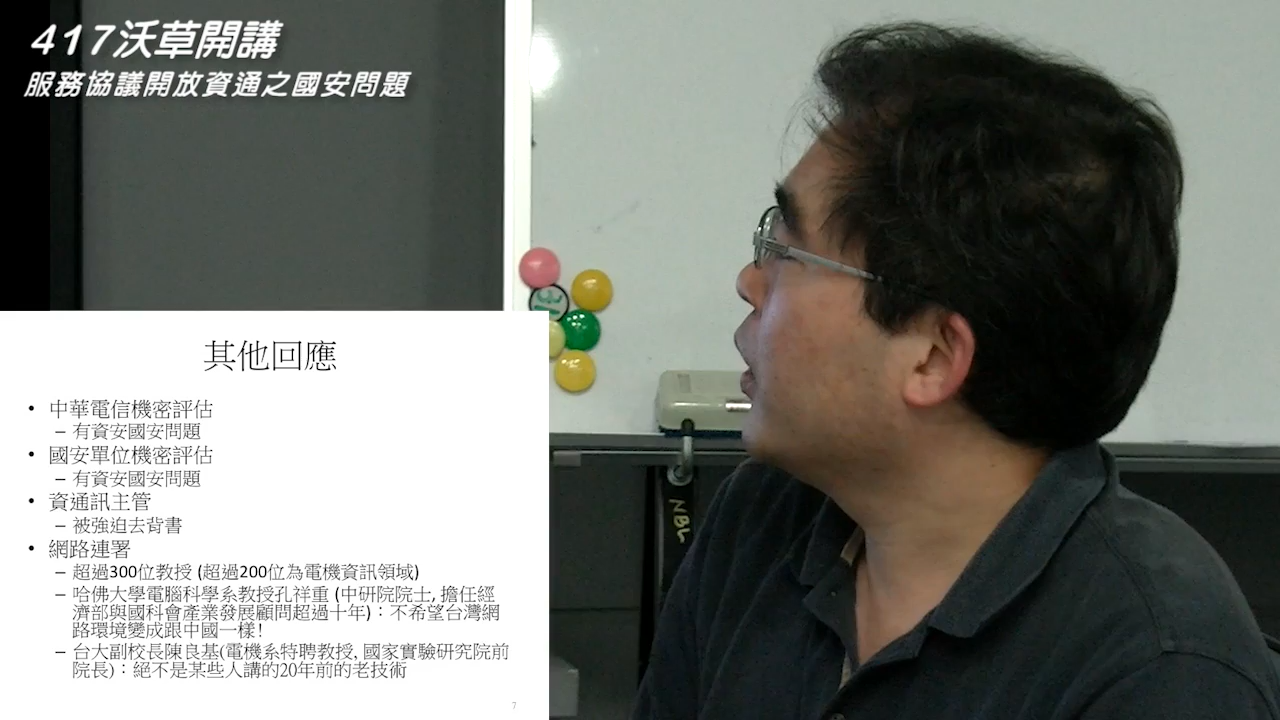 417沃草開講
服務協議開放資通之國安問題
NBL
其他回應
• 中華電信機密評估
– 有資安國安問題
• 國安單位機密評估
– 有資安國安問題
• 資通訊主管
– 被強迫去背書
• 網路連署
– 超過300位教授 (超過200位為電機資訊領域)
– 哈佛大學電腦科學系教授孔祥重 (中研院院士, 擔任經
濟部與國科會產業發展顧問超過十年)：不希望台灣網
路環境變成跟中國一樣!
– 台大副校長陳良基(電機系特聘教授, 國家實驗研究院前
院長)：絕不是某些人講的20年前的老技術
7